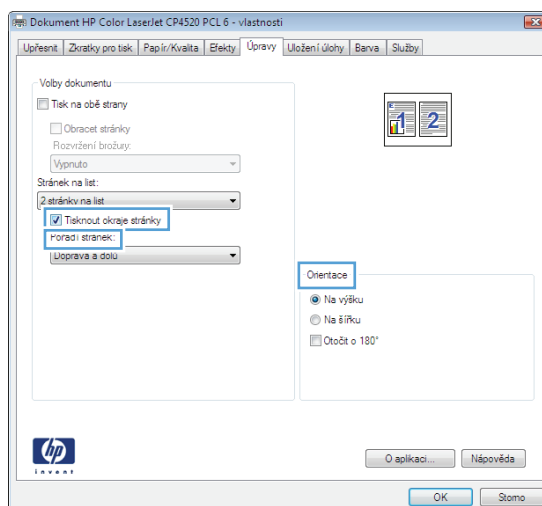 Dokument HP Color LaserJet CP4520 PCL 6 - vlastnosti
Upřesnit Zkratky pro tisk Papír/Kvalita Efekty Úpravy Uložení úlohy Barva Služby
Volby dokumentu
Tisk na obě strany
Obracet stránky
Rozvržení brožury:
Vypnuto
Stránek na list:
2 stránky na list
Tisknout okraje stránky
Pořadí stránek:
Doprava a dolů
1 2
Orientace
Na výšku
Na šířku
Otočit o 180°
hp
invent
O aplikaci... Nápověda
OK Storno